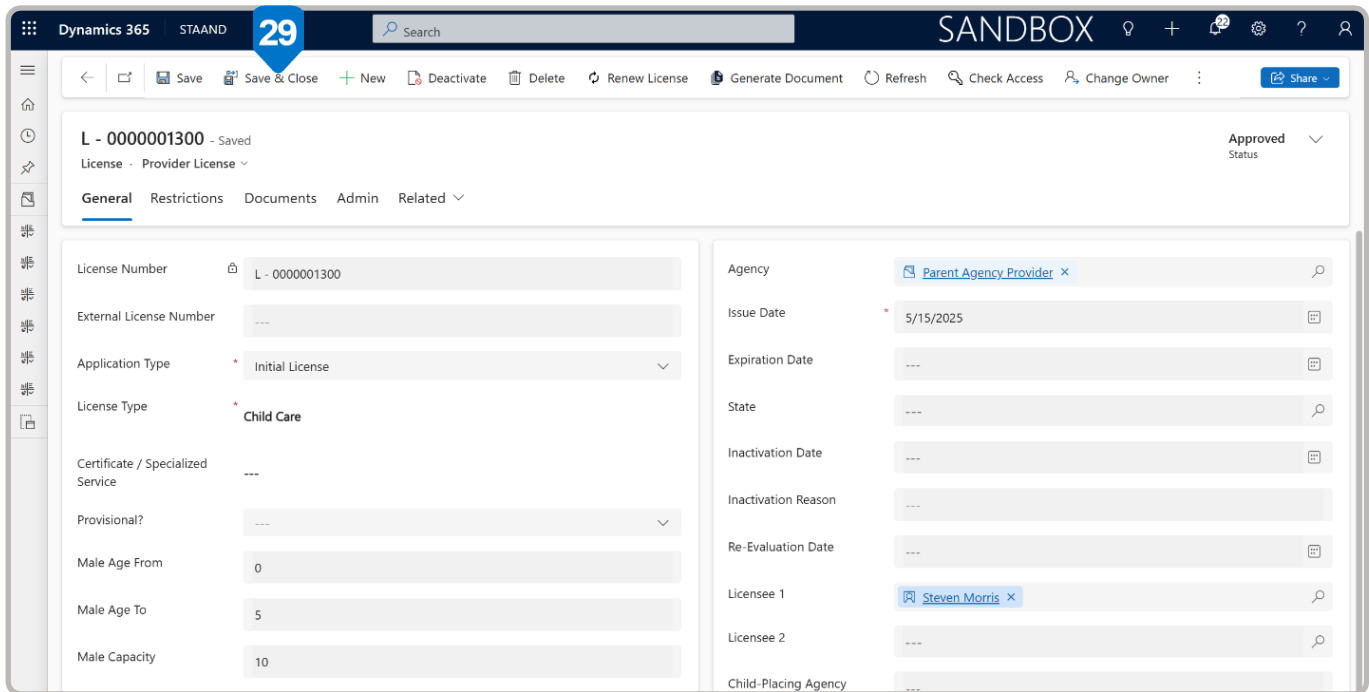 Dynamics 365 STAAND 29 Search SANDBOX 22
Save Save & Close New Deactivate Delete Renew License Generate Document Refresh Check Access Change Owner Share
L - 0000001300 - Saved
License · Provider License
Approved
Status
General Restrictions Documents Admin Related
License Number L - 0000001300
External License Number ---
Application Type * Initial License
License Type * Child Care
Certificate / Specialized
Service ---
Provisional? ---
Male Age From 0
Male Age To 5
Male Capacity 10
Agency Parent Agency Provider ×
Issue Date * 5/15/2025
Expiration Date ---
State ---
Inactivation Date ---
Inactivation Reason ---
Re-Evaluation Date ---
Licensee 1 Steven Morris ×
Licensee 2 ---
Child-Placing Agency ---